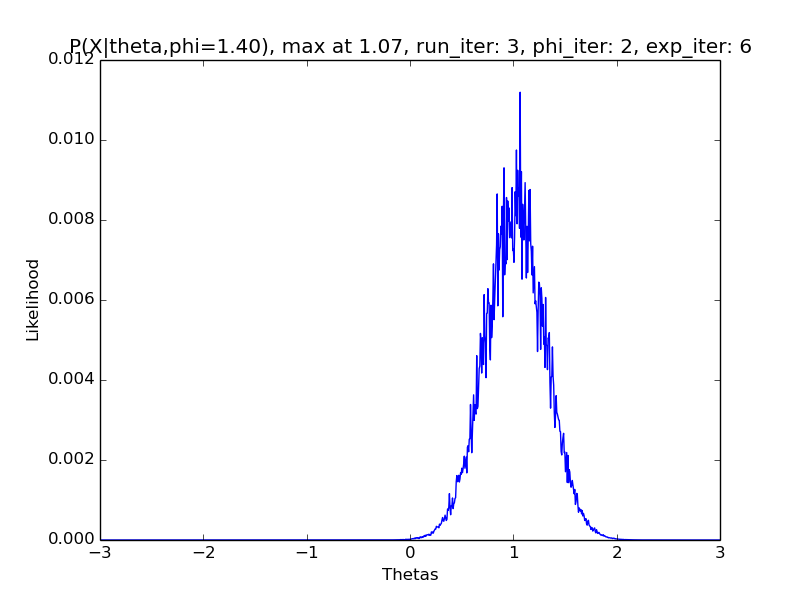 P(X|theta,phi=1.40), max at 1.07, run_iter: 3, phi_iter: 2, exp_iter: 6
0.012
0.010
0.008
0.006
0.004
0.002
0.000
Likelihood
−3 −2 −1 0 1 2 3
Thetas